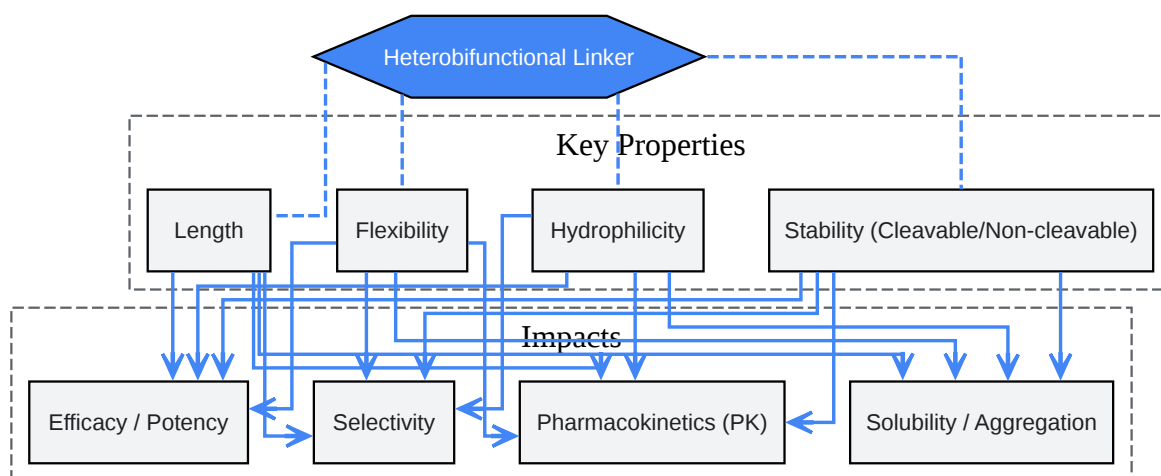 Heterobifunctional Linker
Key Properties
Length
Flexibility
Hydrophilicity
Stability (Cleavable/Non-cleavable)
Impacts
Efficacy / Potency
Selectivity
Pharmacokinetics (PK)
Solubility / Aggregation